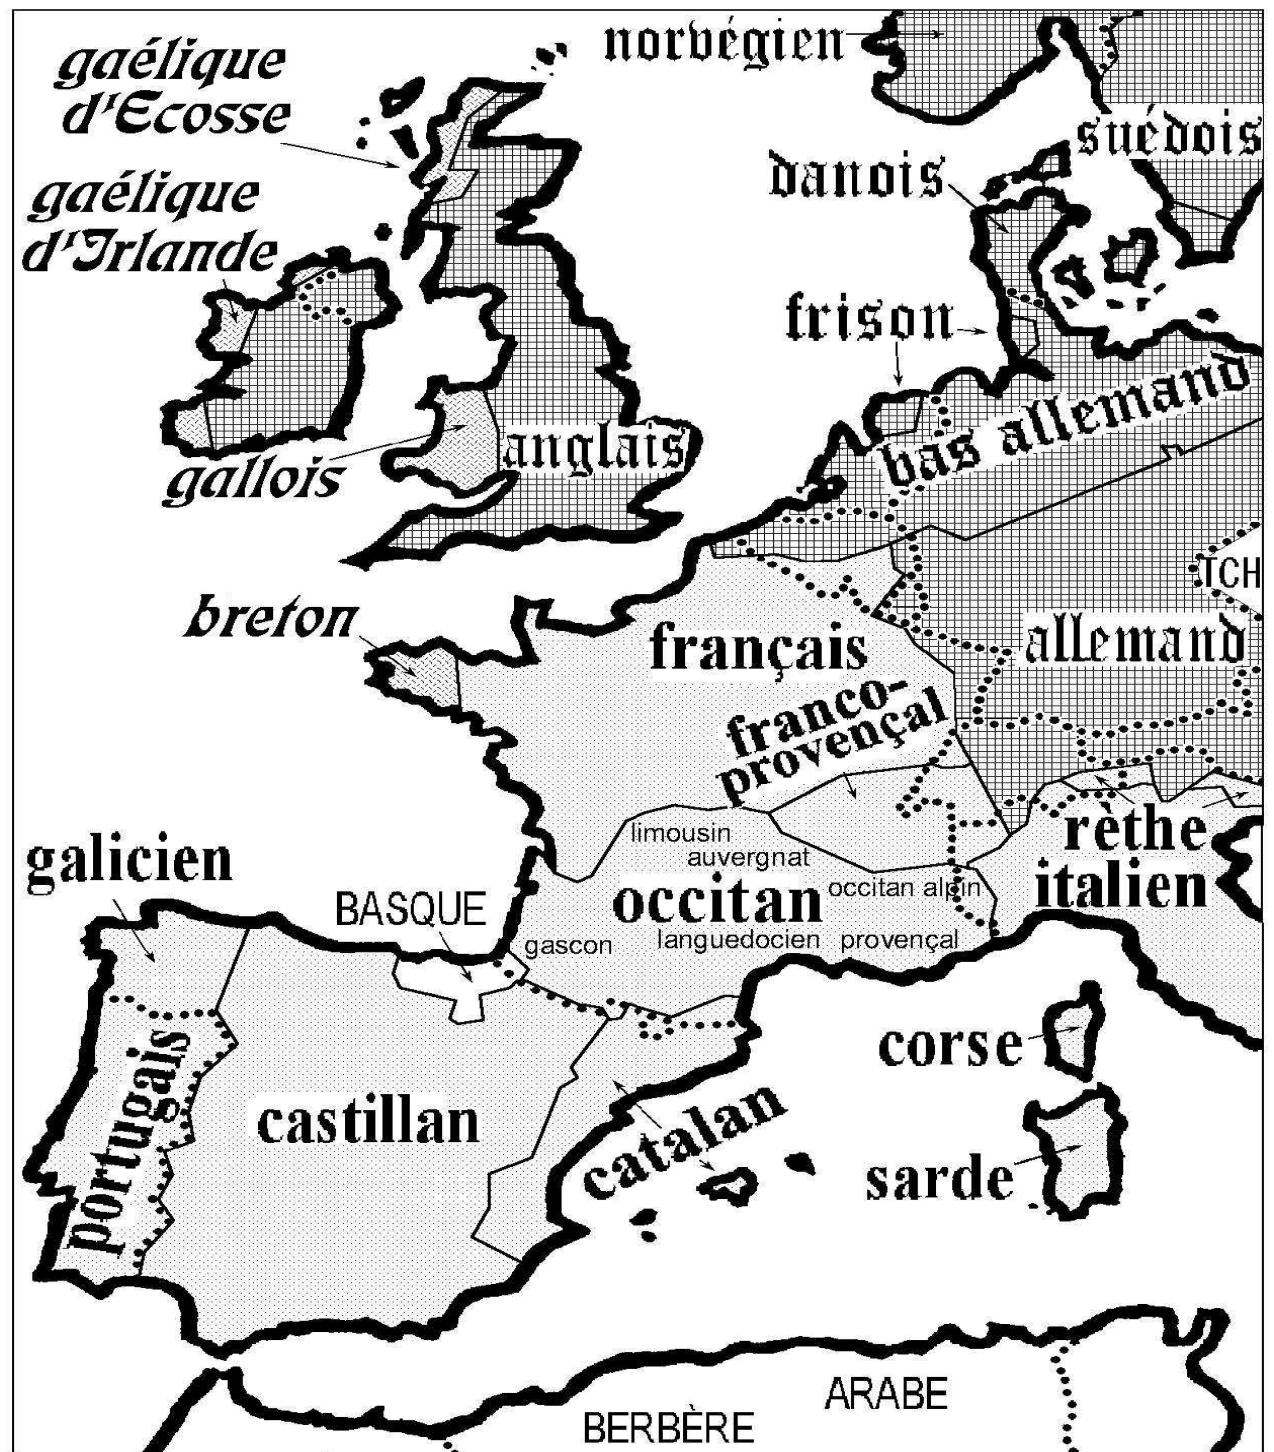 norvégien
gaélique
d'Ecosse
suédois
danois
gaélique
d'Irlande
frison
bas allemand
anglais
gallois
TCH
breton
français
allemand
franco-
provençal
limousin
auvergnat
rèthe
galicien
italien
BASQUE
occitan
occitan alpin
gascon
languedocien
provençal
corse
portugais
castillan
catalan
sarde
ARABE
BERBÈRE